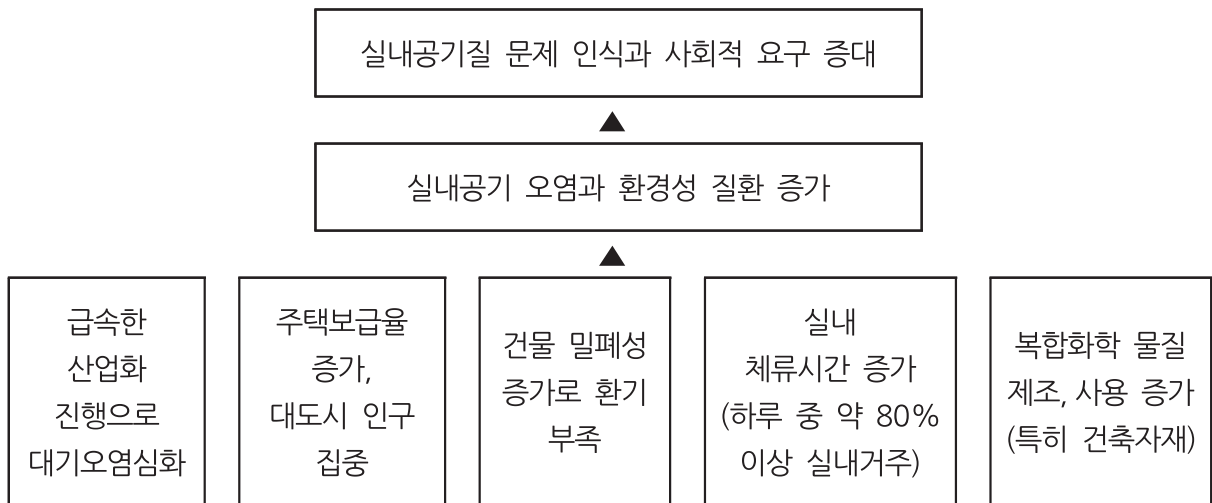 실내공기질 문제 인식과 사회적 요구 증대
실내공기 오염과 환경성 질환 증가
급속한
산업화
진행으로
대기오염심화
주택보급율
증가,
대도시 인구
집중
건물 밀폐성
증가로 환기
부족
실내
체류시간 증가
(하루 중 약 80%
이상 실내거주)
복합화학 물질
제조, 사용 증가
(특히 건축자재)